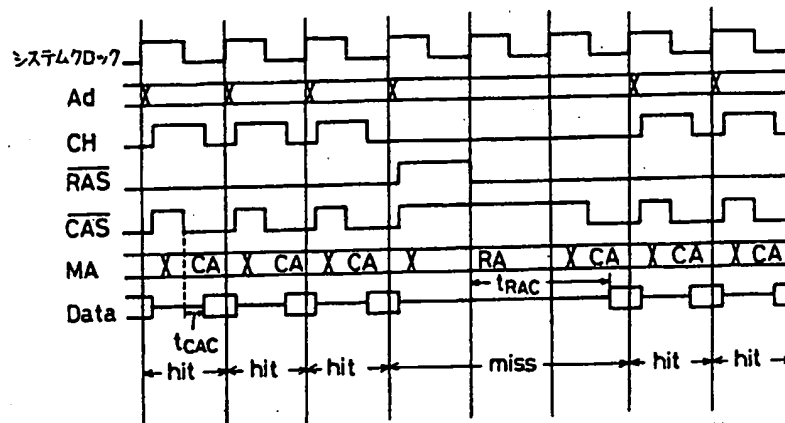 システムクロック
Ad
CH
RAS
CAS
MA CA CA CA RA CA CA CA
tRAC
Data
tCAC
hit hit hit miss hit hit